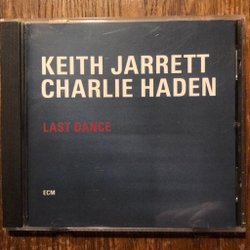 KEITH JARRETT
CHARLIE HADEN
LAST DANCE
ECM